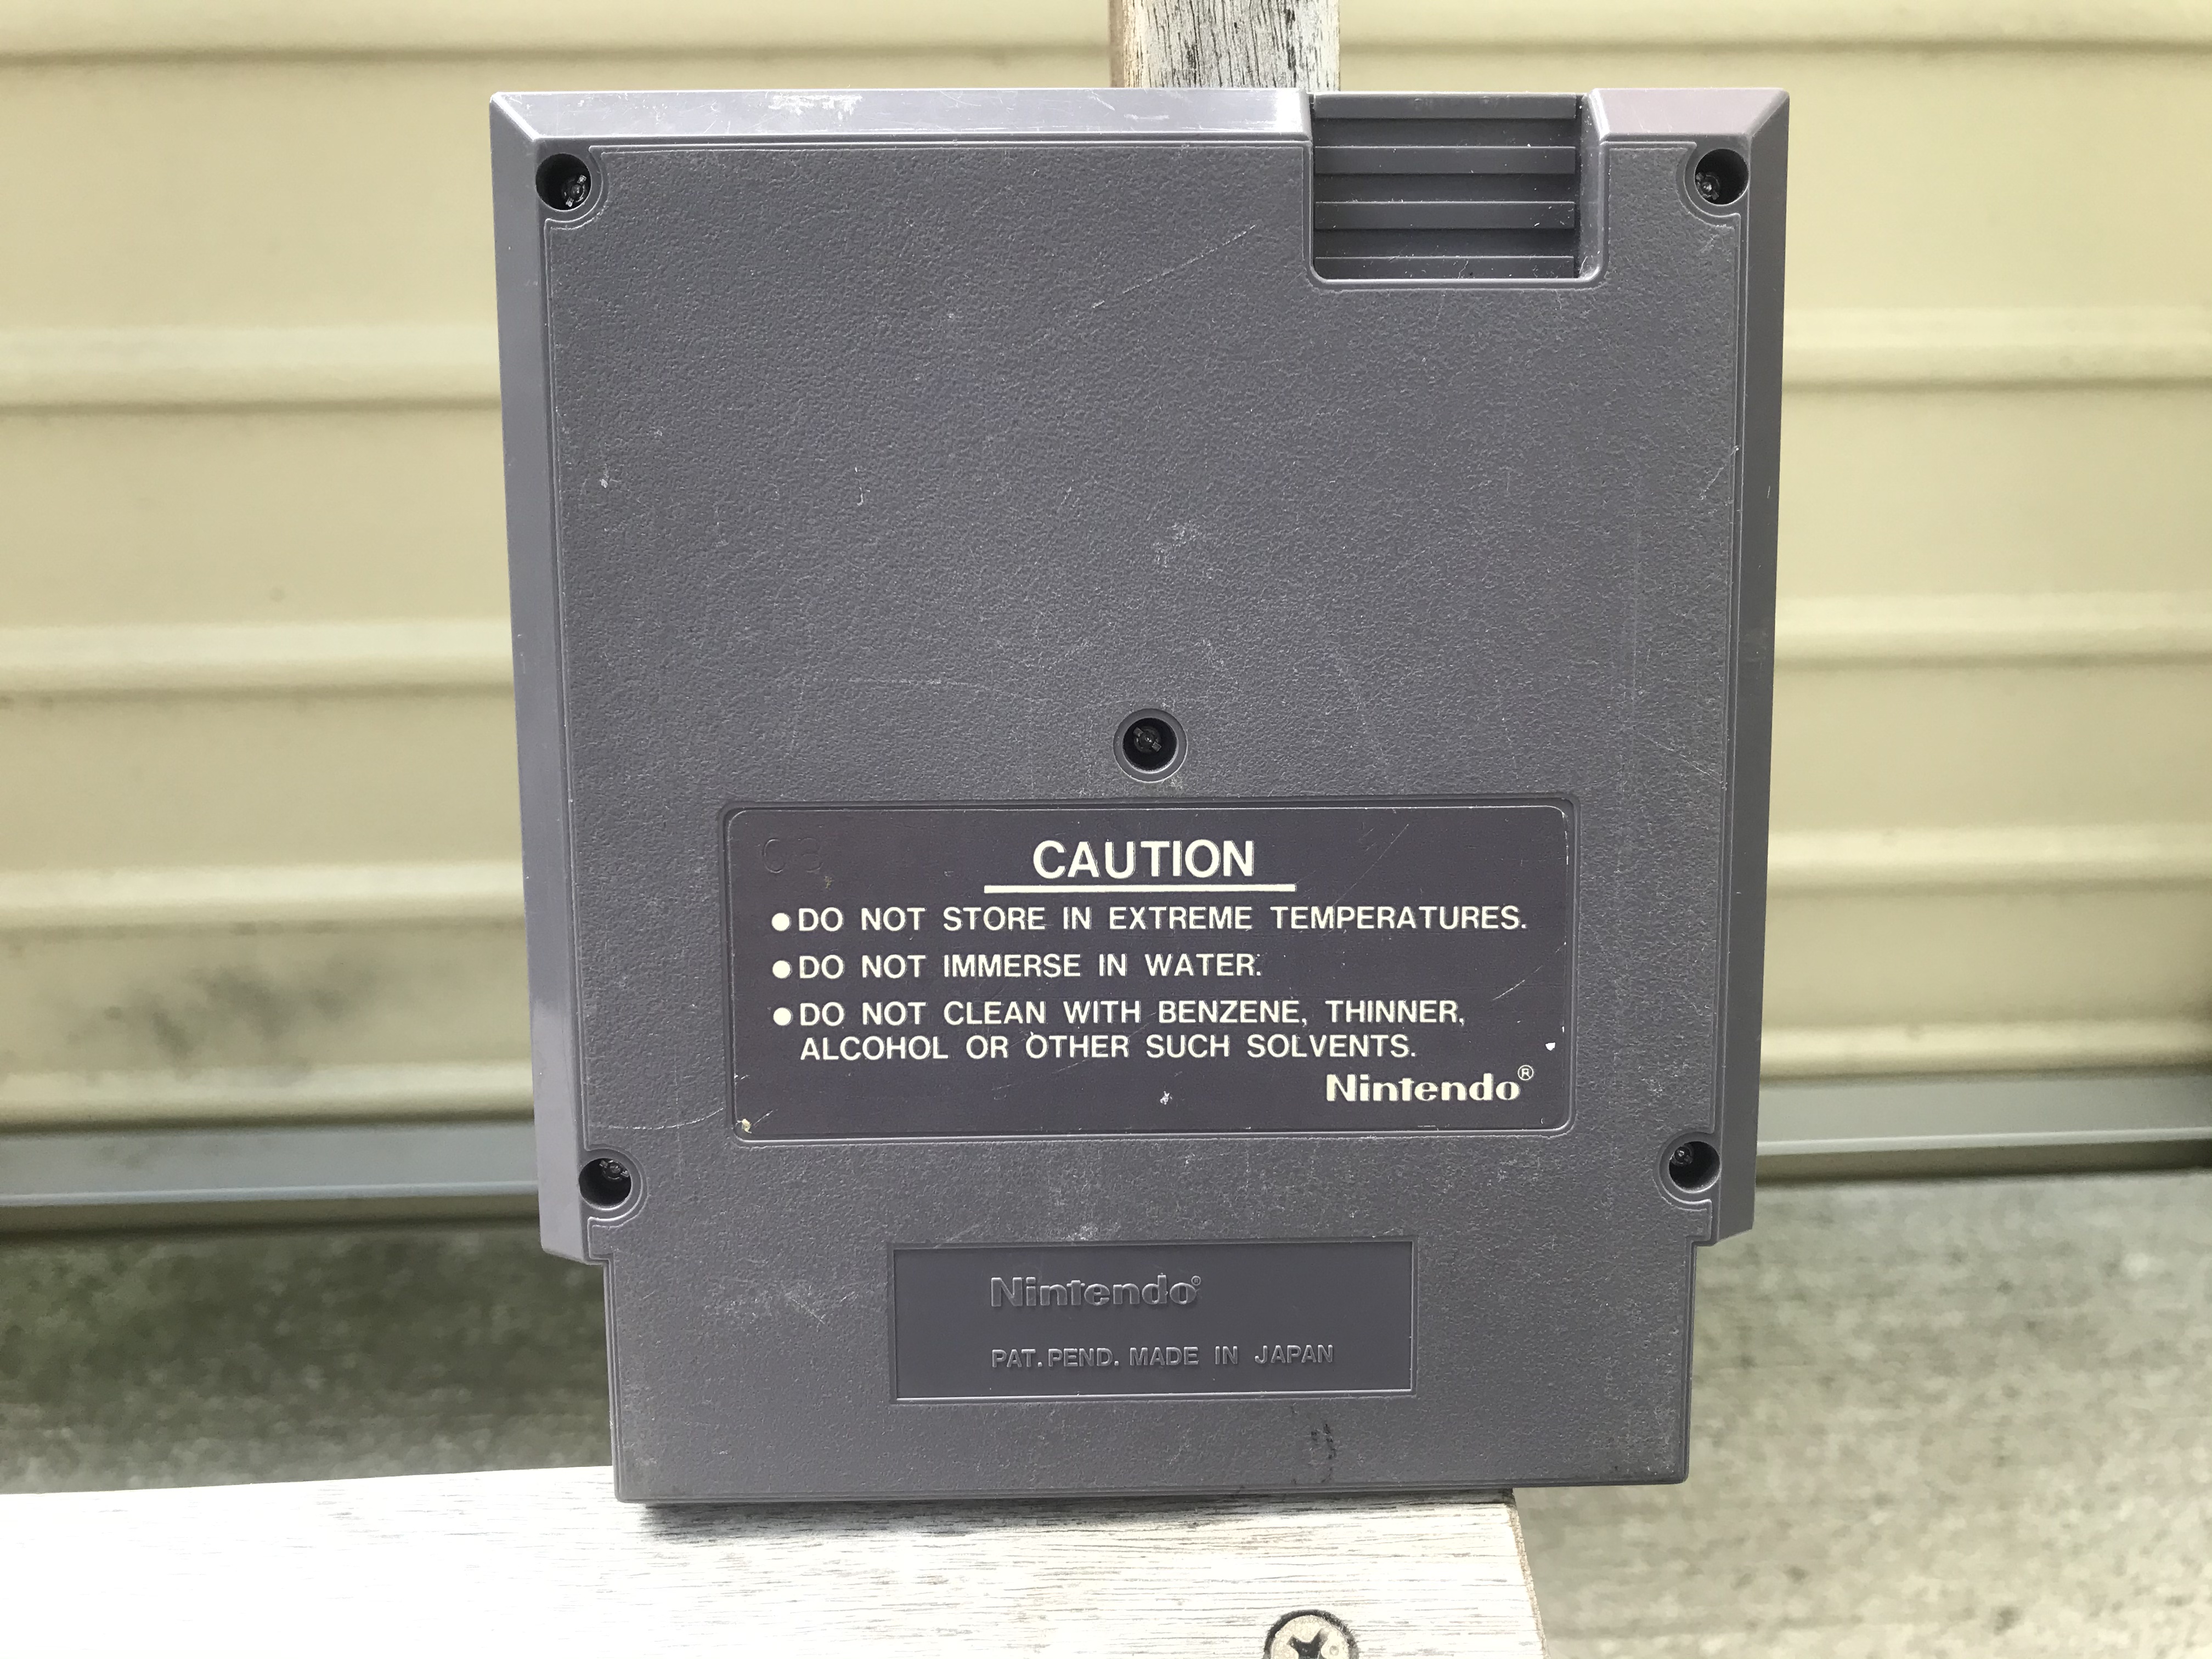 CAUTION
●DO NOT STORE IN EXTREME TEMPERATURES.
●DO NOT IMMERSE IN WATER.
●DO NOT CLEAN WITH BENZENE, THINNER,
ALCOHOL OR OTHER SUCH SOLVENTS.
Nintendo®
Nintendo®
PAT.PEND. MADE IN JAPAN